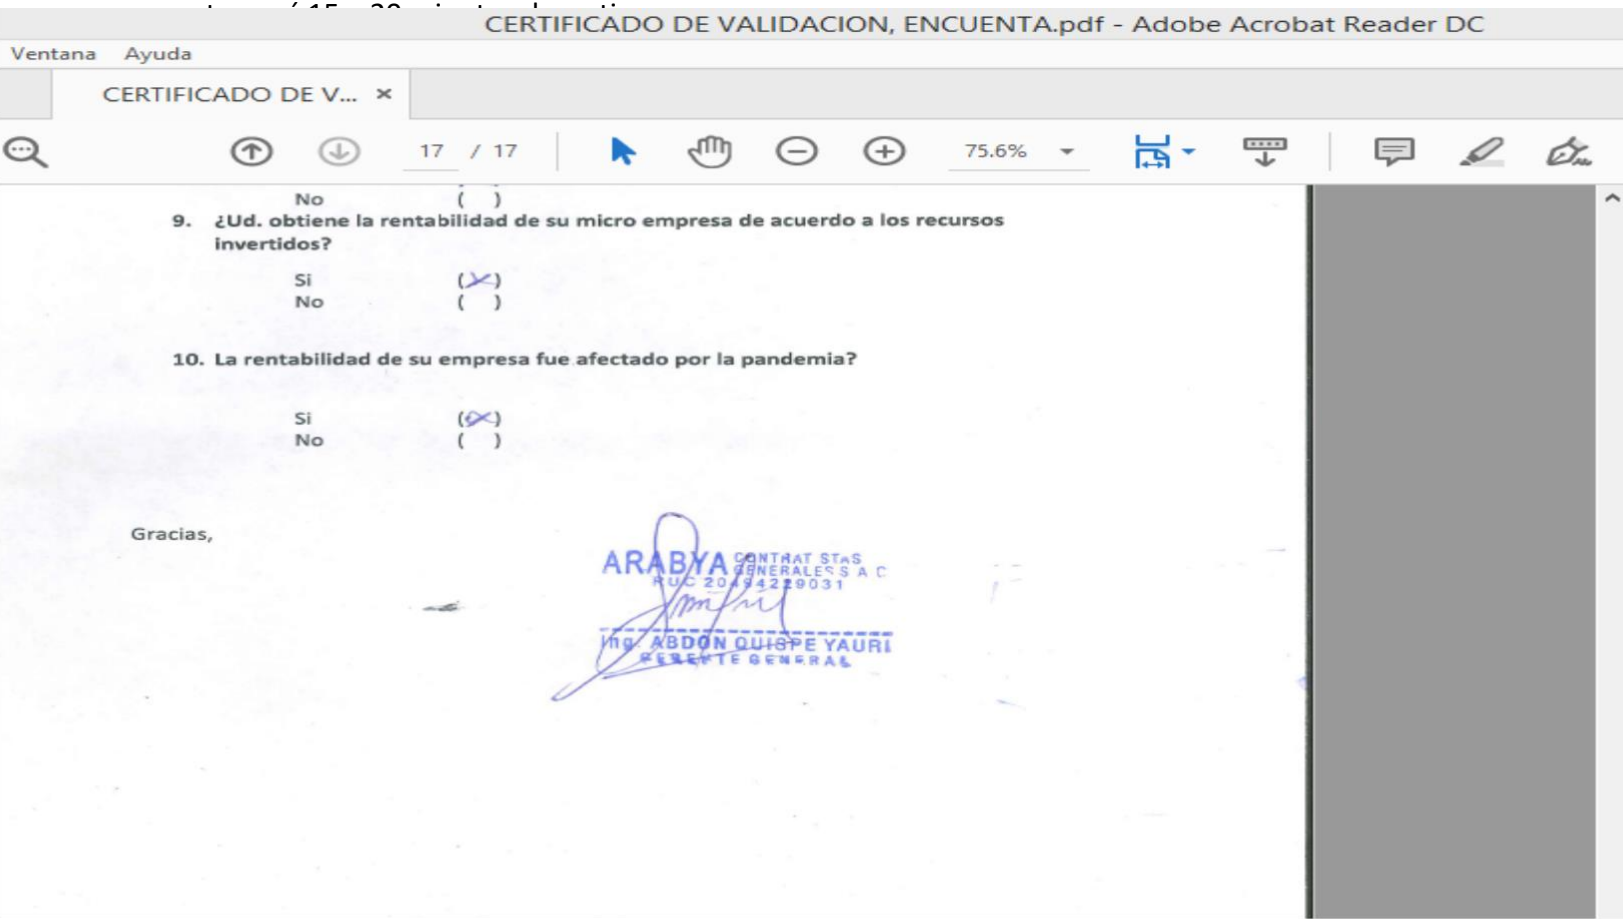 CERTIFICADO DE VALIDACION, ENCUENTA.pdf - Adobe Acrobat Reader DC
Ventana Ayuda
CERTIFICADO DE V... ×
17 / 17 75.6%
No ( )
9. ¿Ud. obtiene la rentabilidad de su micro empresa de acuerdo a los recursos
invertidos?
Si (X)
No ( )
10. La rentabilidad de su empresa fue afectado por la pandemia?
Si (X)
No ( )
Gracias,
ARABYA CONTRAT STAS
GENERALES S A C
RUC 20494229031
Ing. ABDON QUISPE YAURI
GERENTE GENERAL